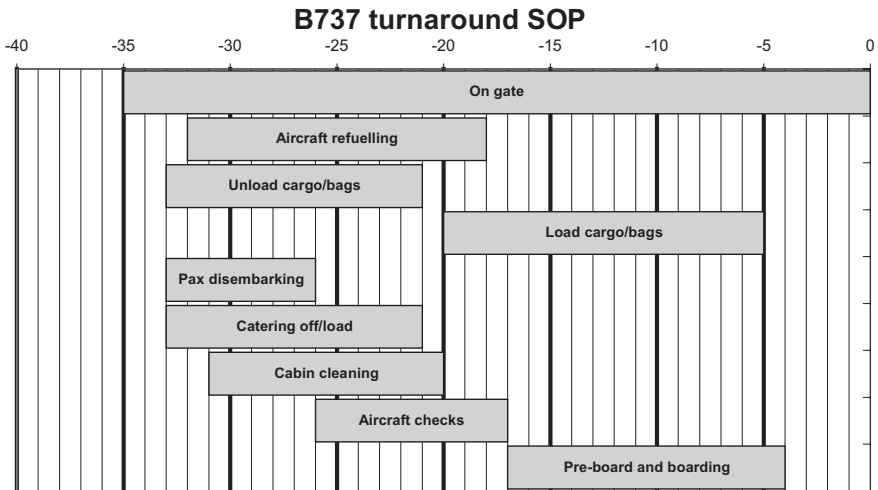 B737 turnaround SOP
-40 -35 -30 -25 -20 -15 -10 -5 0
On gate
Aircraft refuelling
Unload cargo/bags
Load cargo/bags
Pax disembarking
Catering off/load
Cabin cleaning
Aircraft checks
Pre-board and boarding